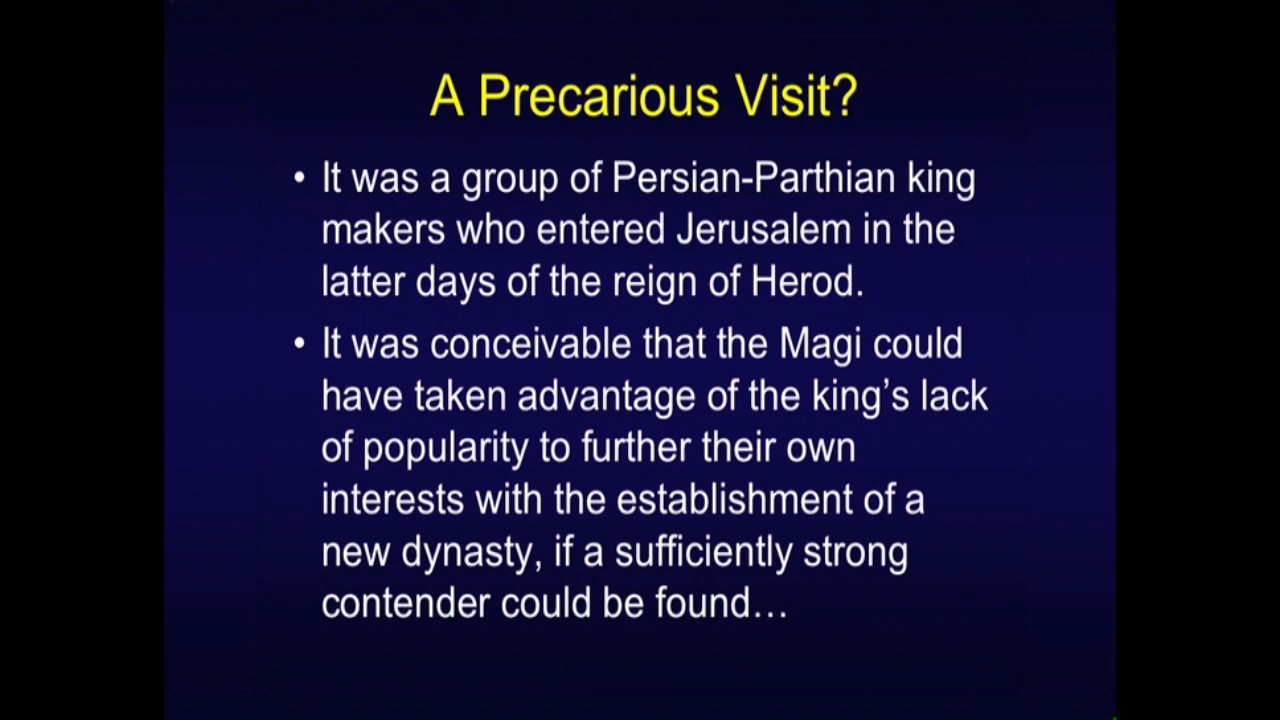 A Precarious Visit?
• It was a group of Persian-Parthian king
makers who entered Jerusalem in the
latter days of the reign of Herod.
• It was conceivable that the Magi could
have taken advantage of the king’s lack
of popularity to further their own
interests with the establishment of a
new dynasty, if a sufficiently strong
contender could be found…